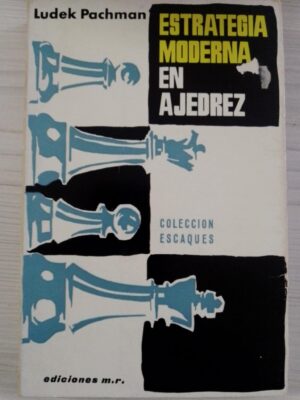 Ludek Pachman
ESTRATEGIA
MODERNA
EN
AJEDREZ
COLECCION
ESCAQUES
ediciones m.r.